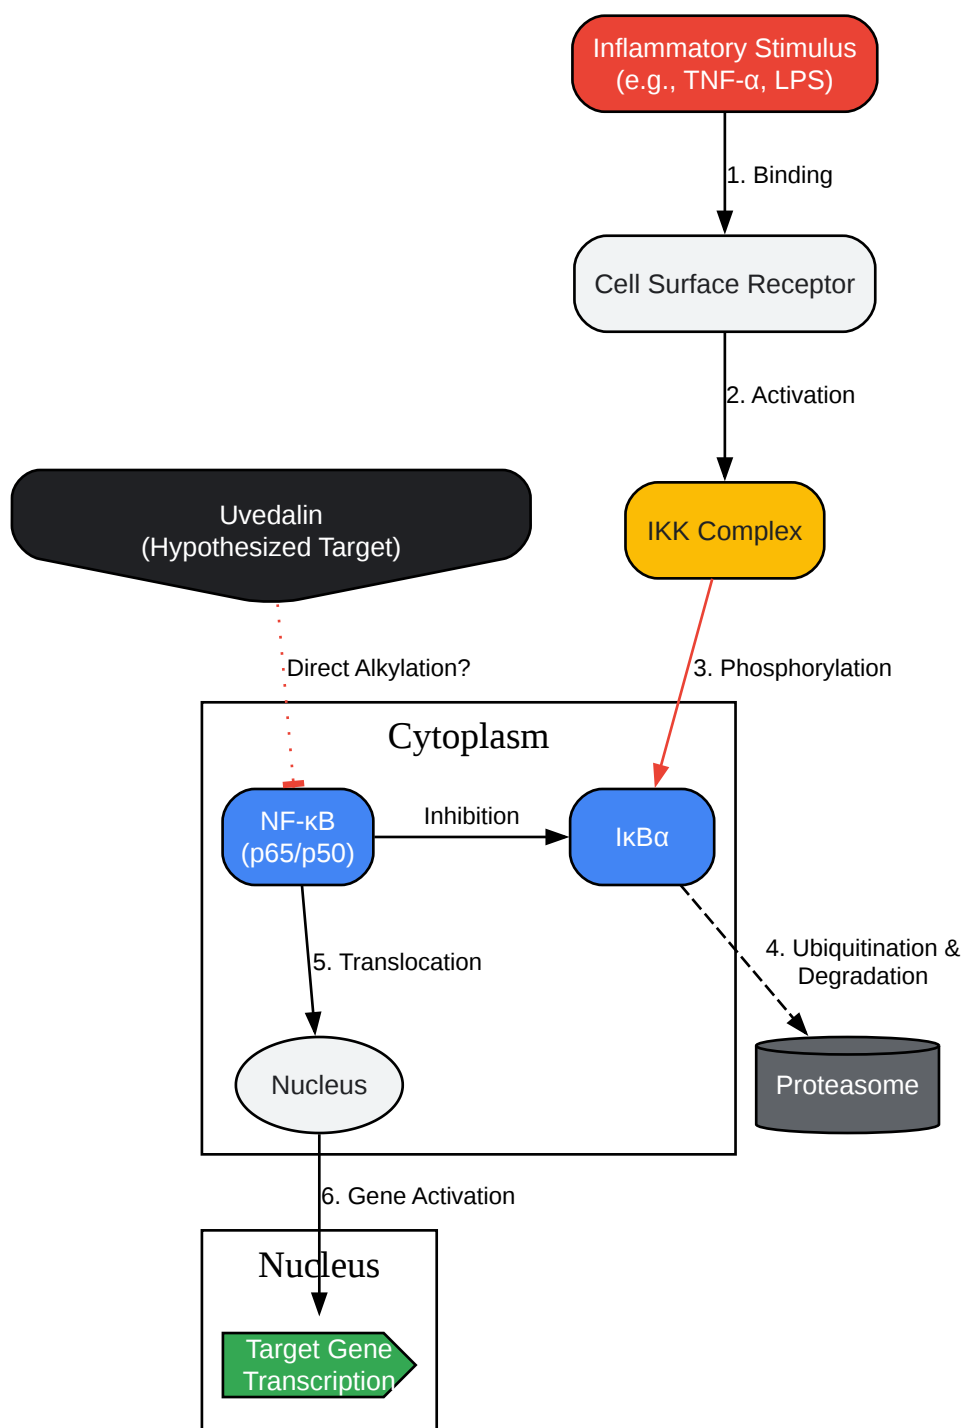 Inflammatory Stimulus
(e.g., TNF-α, LPS)
1. Binding
Cell Surface Receptor
2. Activation
Uvedalin
(Hypothesized Target)
IKK Complex
Direct Alkylation?
3. Phosphorylation
Cytoplasm
NF-κB
(p65/p50)
Inhibition
IκBα
5. Translocation
4. Ubiquitination &
Degradation
Nucleus
Proteasome
6. Gene Activation
Nucleus
Target Gene
Transcription